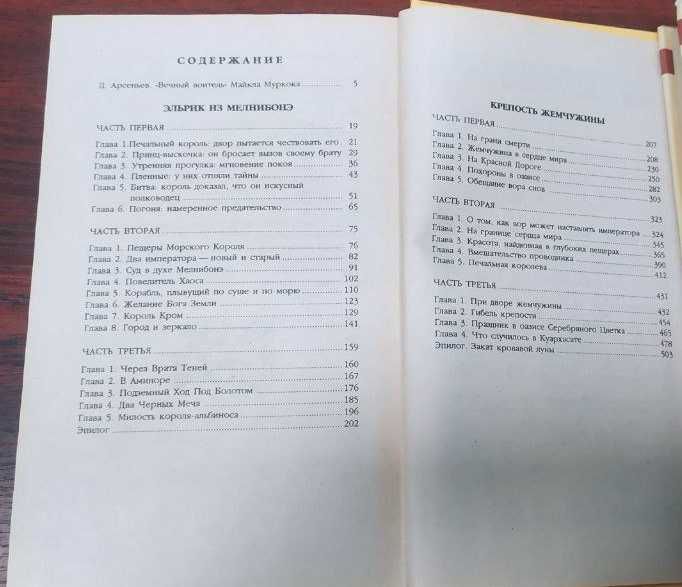 СОДЕРЖАНИЕ
Д. Арсеньев. «Вечный воитель» Майкла Муркока 5
ЭЛЬРИК ИЗ МЕЛНИБОНЭ
ЧАСТЬ ПЕРВАЯ 19
Глава 1.Печальный король: двор пытается чествовать его 21
Глава 2. Принц-выскочка: он бросает вызов своему брату 29
Глава 3. Утренняя прогулка: мгновение покоя 36
Глава 4. Пленные: у них отняли тайны 43
Глава 5. Битва: король доказал, что он искусный
полководец 51
Глава 6. Погоня: намеренное предательство 65
ЧАСТЬ ВТОРАЯ 75
Глава 1. Пещеры Морского Короля 76
Глава 2. Два императора — новый и старый 82
Глава 3. Суд в духе Мелнибонэ 91
Глава 4. Повелитель Хаоса 102
Глава 5. Корабль, плывущий по суше и по морю 110
Глава 6. Желание Бога Земли 123
Глава 7. Король Кром 129
Глава 8. Город и зеркало 141
ЧАСТЬ ТРЕТЬЯ 159
Глава 1. Через Врата Теней 160
Глава 2. В Амиоре 167
Глава 3. Подземный Ход Под Болотом 176
Глава 4. Два Черных Меча 185
Глава 5. Милость короля-альбиноса 196
Эпилог 202
КРЕПОСТЬ ЖЕМЧУЖИНЫ
ЧАСТЬ ПЕРВАЯ 207
Глава 1. На грани смерти 208
Глава 2. Жемчужина в сердце мира 230
Глава 3. На Красной Дороге 250
Глава 4. Похороны в оазисе 282
Глава 5. Обещание вора снов 303
ЧАСТЬ ВТОРАЯ 323
Глава 1. О том, как вор может наставлять императора 324
Глава 2. На границе сердца мира 345
Глава 3. Красота, найденная в глубоких пещерах 365
Глава 4. Вмешательство проводника 390
Глава 5. Печальная королева 412
ЧАСТЬ ТРЕТЬЯ 431
Глава 1. При дворе жемчужины 432
Глава 2. Гибель крепости 454
Глава 3. Праздник в оазисе Серебряного Цветка 465
Глава 4. Что случилось в Куархасате 478
Эпилог. Закат кровавой луны 503